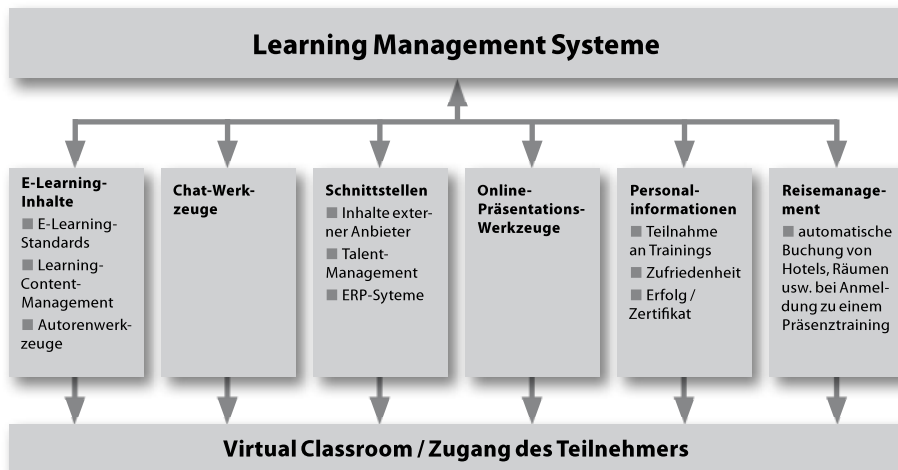 Learning Management Systeme
E-Learning-
Inhalte
■ E-Learning-
Standards
■ Learning-
Content-
Management
■ Autorenwerk-
zeuge
Chat-Werk-
zeuge
Schnittstellen
■ Inhalte exter-
ner Anbieter
■ Talent-
Management
■ ERP-Syteme
Online-
Präsentations-
Werkzeuge
Personal-
informationen
■ Teilnahme
an Trainings
■ Zufriedenheit
■ Erfolg /
Zertifikat
Reisemanage-
ment
■ automatische
Buchung von
Hotels, Räumen
usw. bei Anmel-
dung zu einem
Präsenztraining
Virtual Classroom / Zugang des Teilnehmers